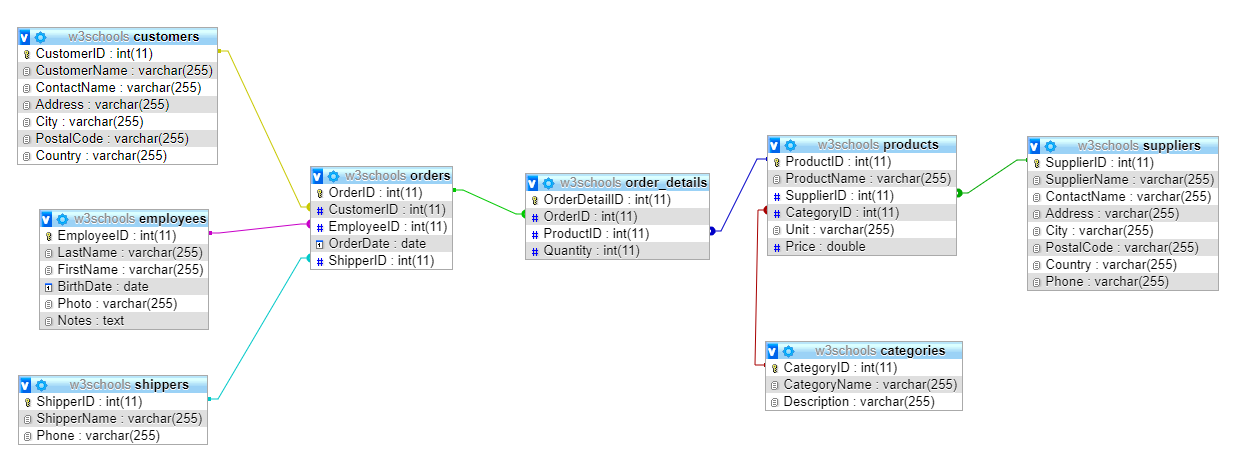 w3schools customers
CustomerID : int(11)
CustomerName : varchar(255)
ContactName : varchar(255)
Address : varchar(255)
City : varchar(255)
PostalCode : varchar(255)
Country : varchar(255)
w3schools employees
EmployeeID : int(11)
LastName : varchar(255)
FirstName : varchar(255)
BirthDate : date
Photo : varchar(255)
Notes : text
w3schools shippers
ShipperID : int(11)
ShipperName : varchar(255)
Phone : varchar(255)
w3schools orders
OrderID : int(11)
# CustomerID : int(11)
# EmployeeID : int(11)
OrderDate : date
# ShipperID : int(11)
w3schools order_details
OrderDetailID : int(11)
# OrderID : int(11)
# ProductID : int(11)
# Quantity : int(11)
w3schools products
ProductID : int(11)
ProductName : varchar(255)
# SupplierID : int(11)
# CategoryID : int(11)
Unit : varchar(255)
# Price : double
w3schools categories
CategoryID : int(11)
CategoryName : varchar(255)
Description : varchar(255)
w3schools suppliers
SupplierID : int(11)
SupplierName : varchar(255)
ContactName : varchar(255)
Address : varchar(255)
City : varchar(255)
PostalCode : varchar(255)
Country : varchar(255)
Phone : varchar(255)